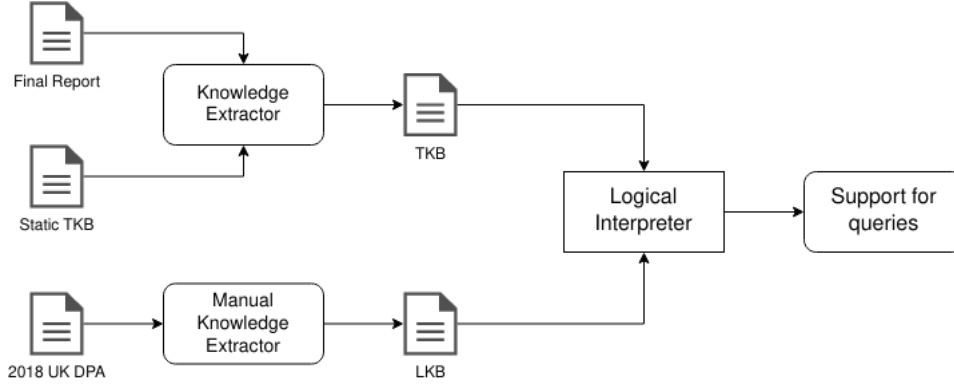 Final Report
Knowledge
Extractor
TKB
Static TKB
Logical
Interpreter
Support for
queries
2018 UK DPA
Manual
Knowledge
Extractor
LKB